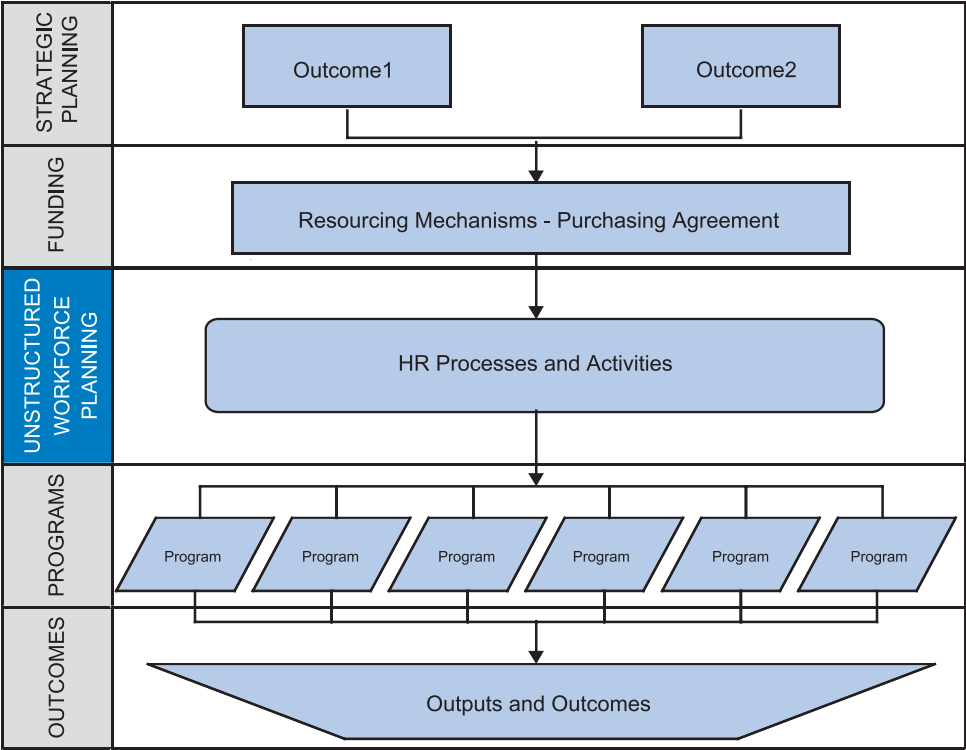 STRATEGIC
PLANNING
Outcome1
Outcome2
FUNDING
Resourcing Mechanisms - Purchasing Agreement
UNSTRUCTURED
WORKFORCE
PLANNING
HR Processes and Activities
PROGRAMS
Program
Program
Program
Program
Program
Program
OUTCOMES
Outputs and Outcomes